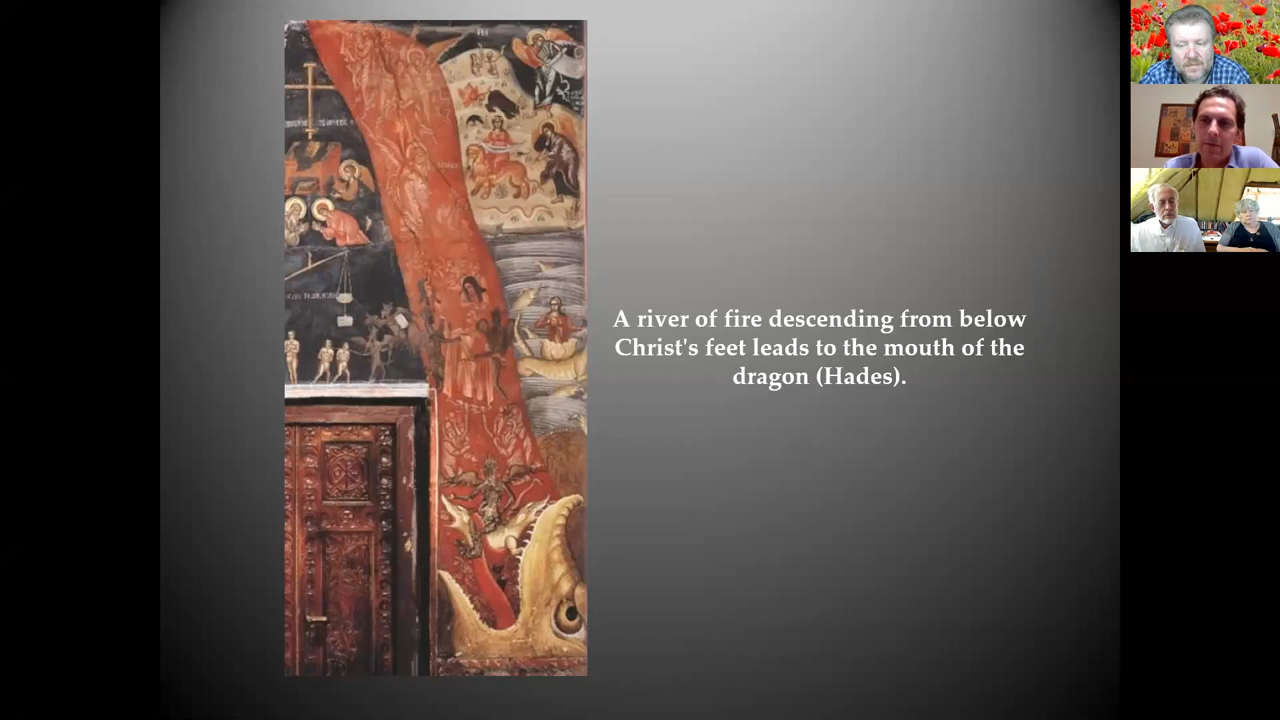 A river of fire descending from below
Christ's feet leads to the mouth of the
dragon (Hades).